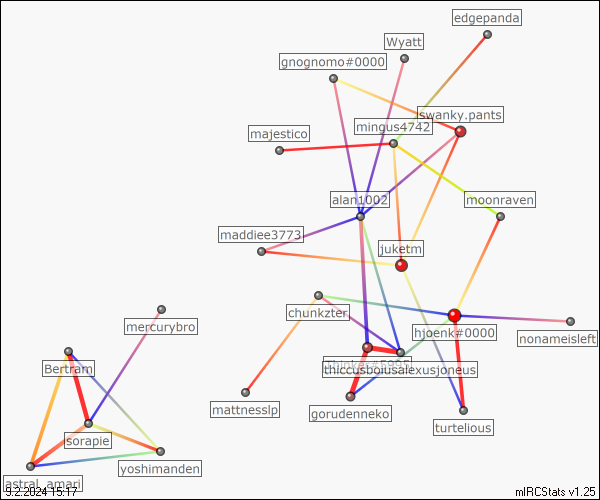 edgepanda
Wyatt
gnognomo#0000
swanky.pants
mingus4742
majestico
alan1002
moonraven
maddiee3773
juketm
chunkzter
mercurybro
hjoenk#0000
nonameisleft
Bertram
thiccusboiusalexusjoneus
mattnesslp
gorudenneko
turtelious
sorapie
yoshimanden
astral_amari
9.2.2024 15:17
mIRCStats v1.25